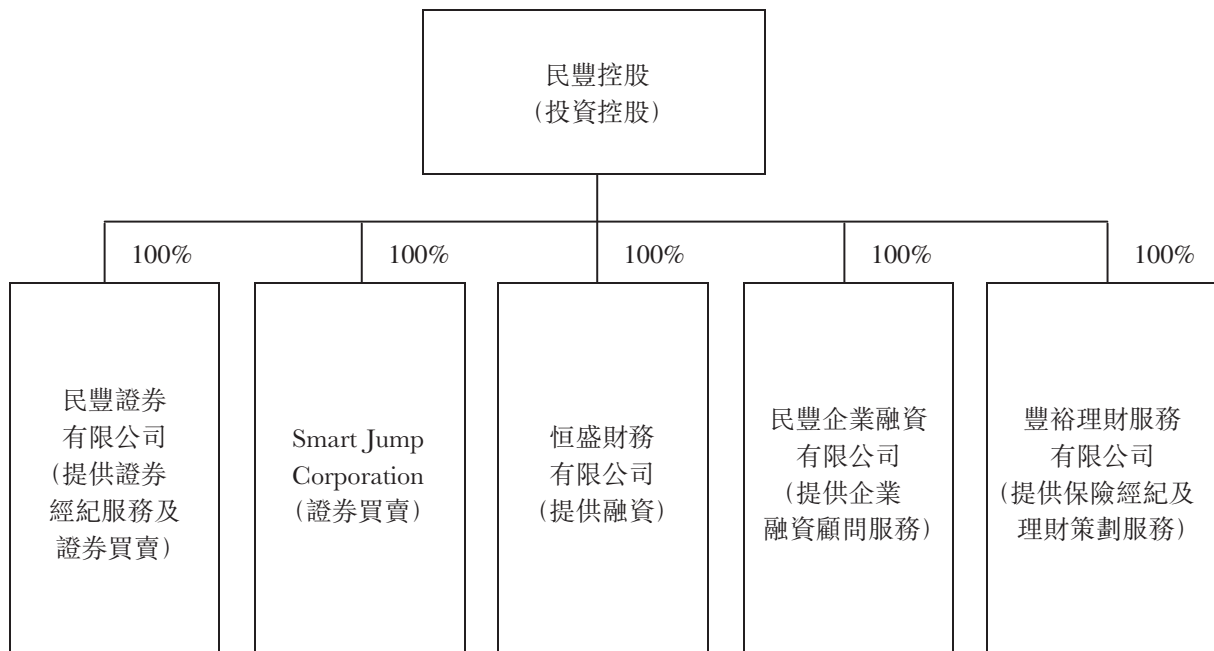 民豐控股
（投資控股）
100%
100%
100%
100%
100%
民豐證券
有限公司
（提供證券
經紀服務及
證券買賣）
Smart Jump
Corporation
（證券買賣）
恒盛財務
有限公司
（提供融資）
民豐企業融資
有限公司
（提供企業
融資顧問服務）
豐裕理財服務
有限公司
（提供保險經紀及
理財策劃服務）